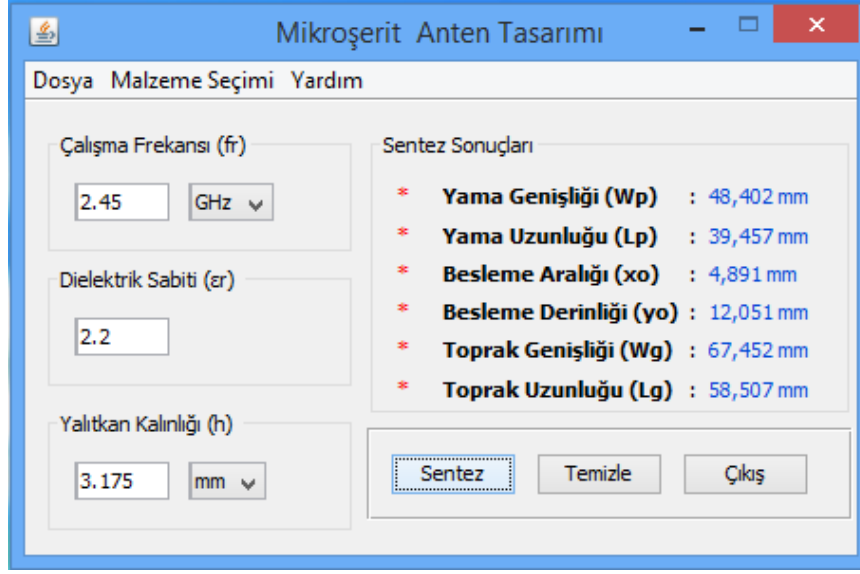 Mikroşerit Anten Tasarımı
Dosya Malzeme Seçimi Yardım
Çalışma Frekansı (fr)
2.45 GHz
Dielektrik Sabiti (εr)
2.2
Yalıtkan Kalınlığı (h)
3.175 mm
Sentez Sonuçları
* Yama Genişliği (Wp) : 48,402 mm
* Yama Uzunluğu (Lp) : 39,457 mm
* Besleme Aralığı (xo) : 4,891 mm
* Besleme Derinliği (yo) : 12,051 mm
* Toprak Genişliği (Wg) : 67,452 mm
* Toprak Uzunluğu (Lg) : 58,507 mm
Sentez Temizle Çıkış